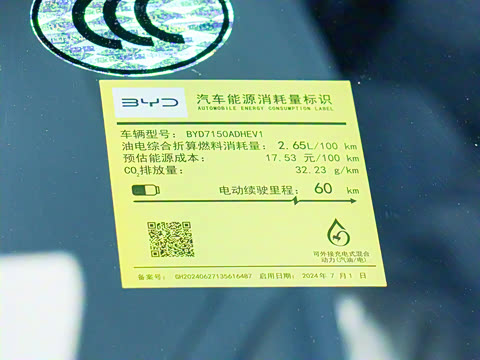 BYD 汽车能源消耗量标识
AUTOMOBILE ENERGY CONSUMPTION LABEL
车辆型号: BYD7150ADHEV1
油电综合折算燃料消耗量: 2.65L/100 km
预估能源成本: 17.53 元/100 km
CO2排放量: 32.23 g/km
电动续驶里程: 60 km
可外接充电式混合
动力(汽油/电)
备案号: GH20240627135616487 启用日期: 2024年 7月 1 日